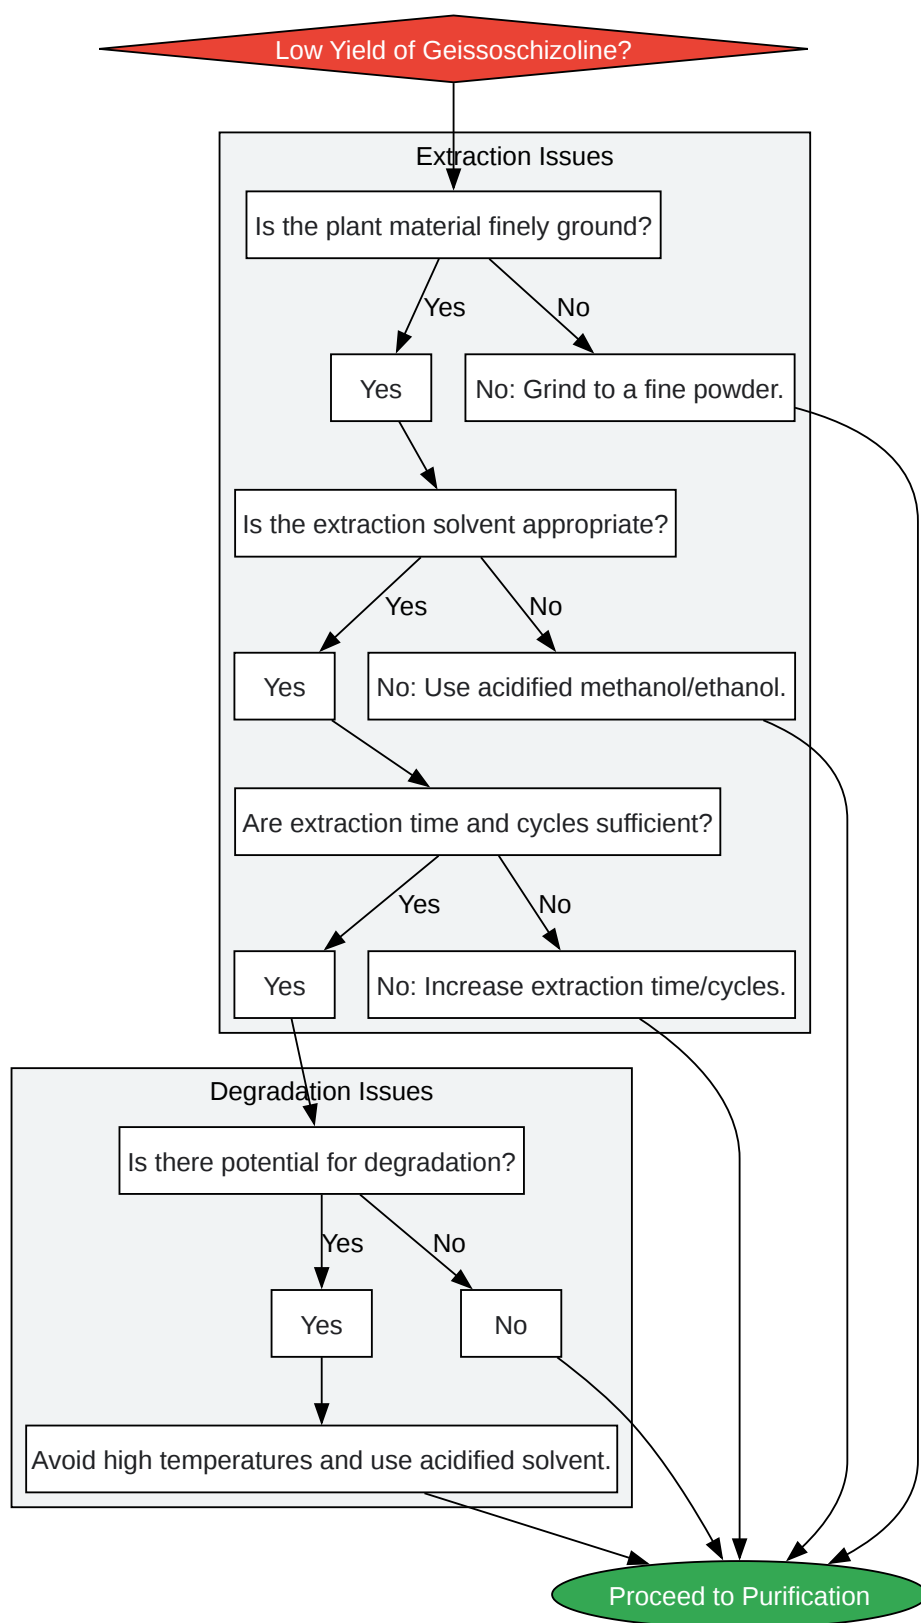 Low Yield of Geissoschizoline?
Extraction Issues
Is the plant material finely ground?
Yes
No
Yes
No: Grind to a fine powder.
Is the extraction solvent appropriate?
Yes
No
Yes
No: Use acidified methanol/ethanol.
Are extraction time and cycles sufficient?
Yes
No
Yes
No: Increase extraction time/cycles.
Degradation Issues
Is there potential for degradation?
Yes
No
Yes
No
Avoid high temperatures and use acidified solvent.
Proceed to Purification